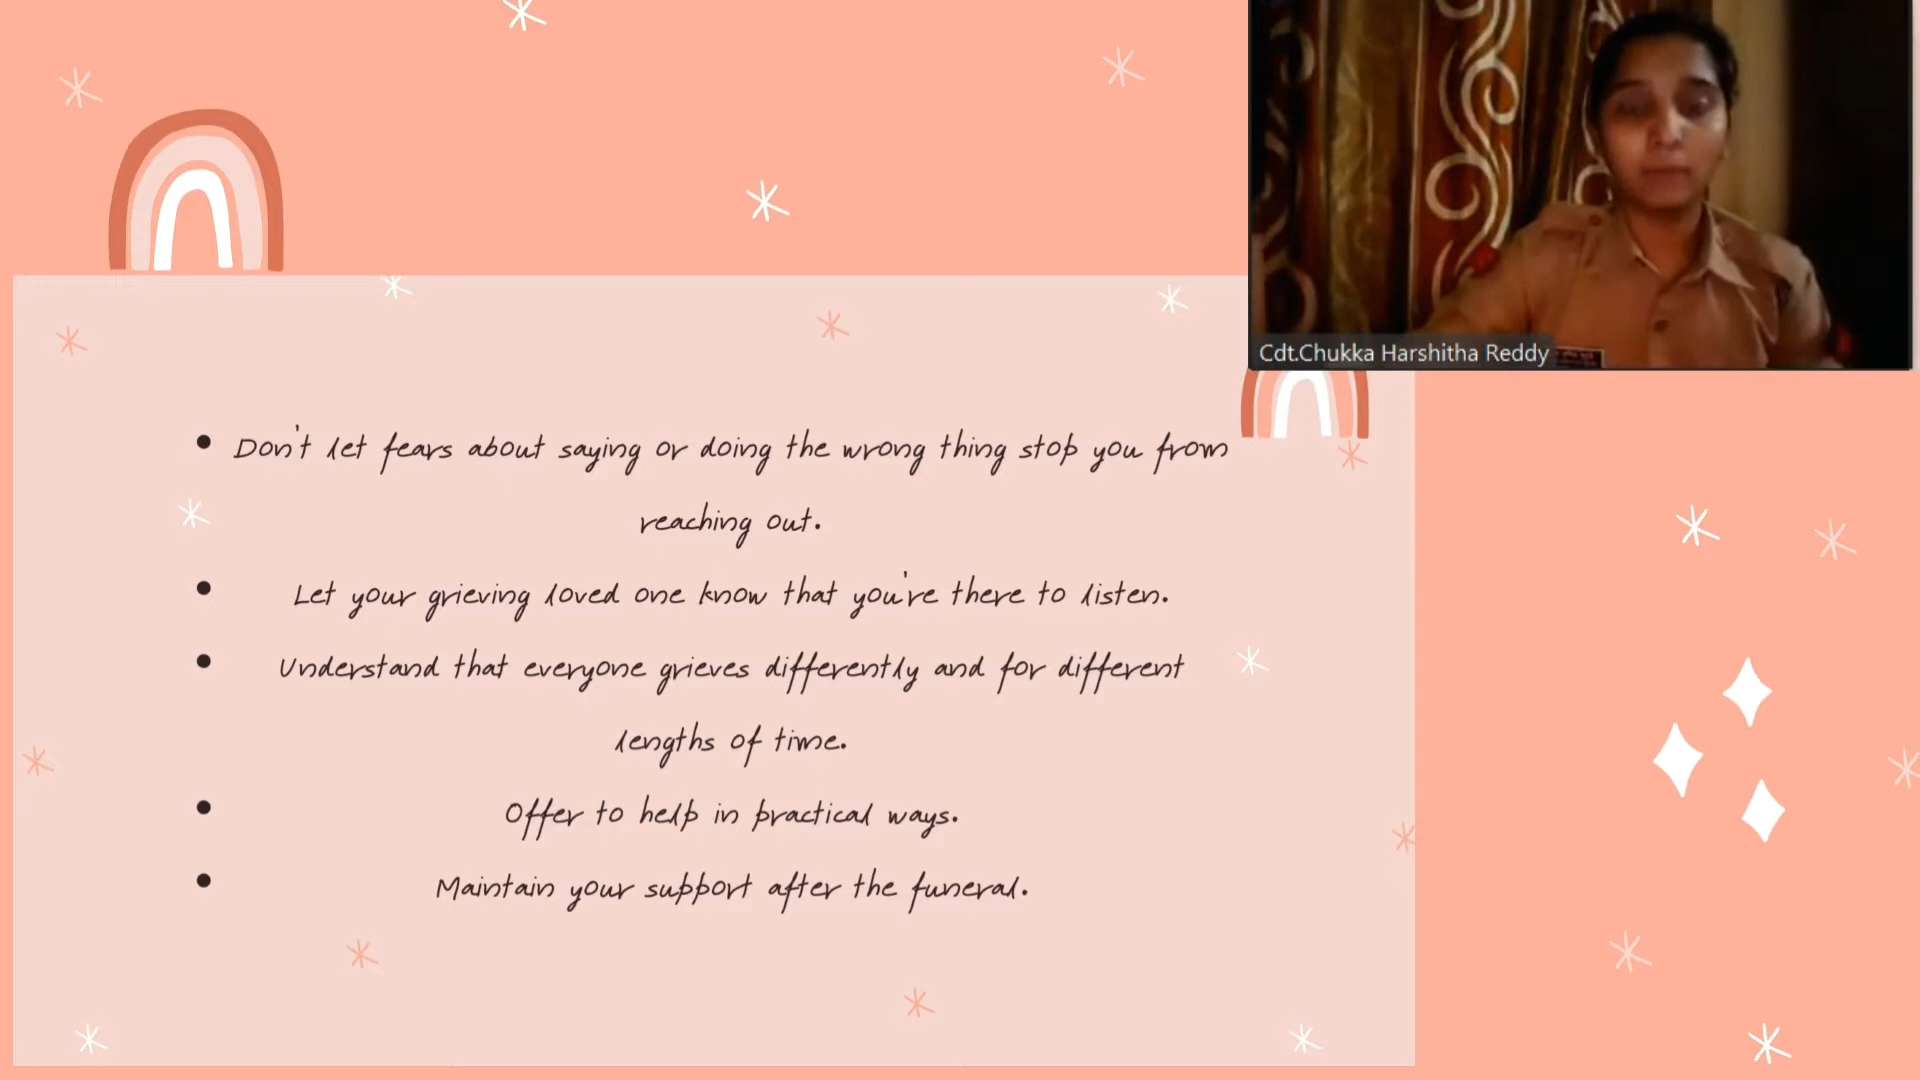 Cdt.Chukka Harshitha Reddy
• Don't let fears about saying or doing the wrong thing stop you from
reaching out.
• Let your grieving loved one know that you're there to listen.
• Understand that everyone grieves differently and for different
lengths of time.
• Offer to help in practical ways.
• Maintain your support after the funeral.